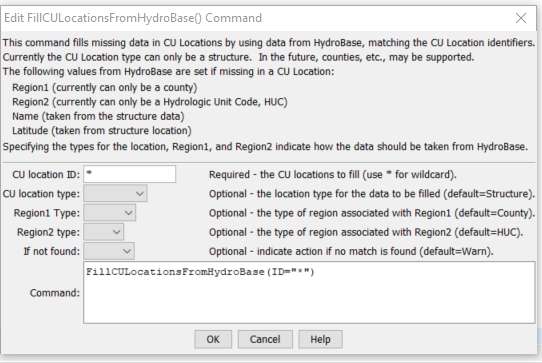 Edit FillCULocationsFromHydroBase() Command
This command fills missing data in CU Locations by using data from HydroBase, matching the CU Location identifiers.
Currently the CU Location type can only be a structure.  In the future, counties, etc., may be supported.
The following values from HydroBase are set if missing in a CU Location:
Region1 (currently can only be a county)
Region2 (currently can only be a Hydrologic Unit Code, HUC)
Name (taken from the structure data)
Latitude (taken from structure location)
Specifying the types for the location, Region1, and Region2 indicate how the data should be taken from HydroBase.
CU location ID: * Required - the CU locations to fill (use * for wildcard).
CU location type: Optional - the location type for the data to be filled (default=Structure).
Region1 Type: Optional - the type of region associated with Region1 (default=County).
Region2 type: Optional - the type of region associated with Region2 (default=HUC).
If not found: Optional - indicate action if no match is found (default=Warn).
FillCULocationsFromHydroBase(ID="*")
Command:
OK Cancel Help